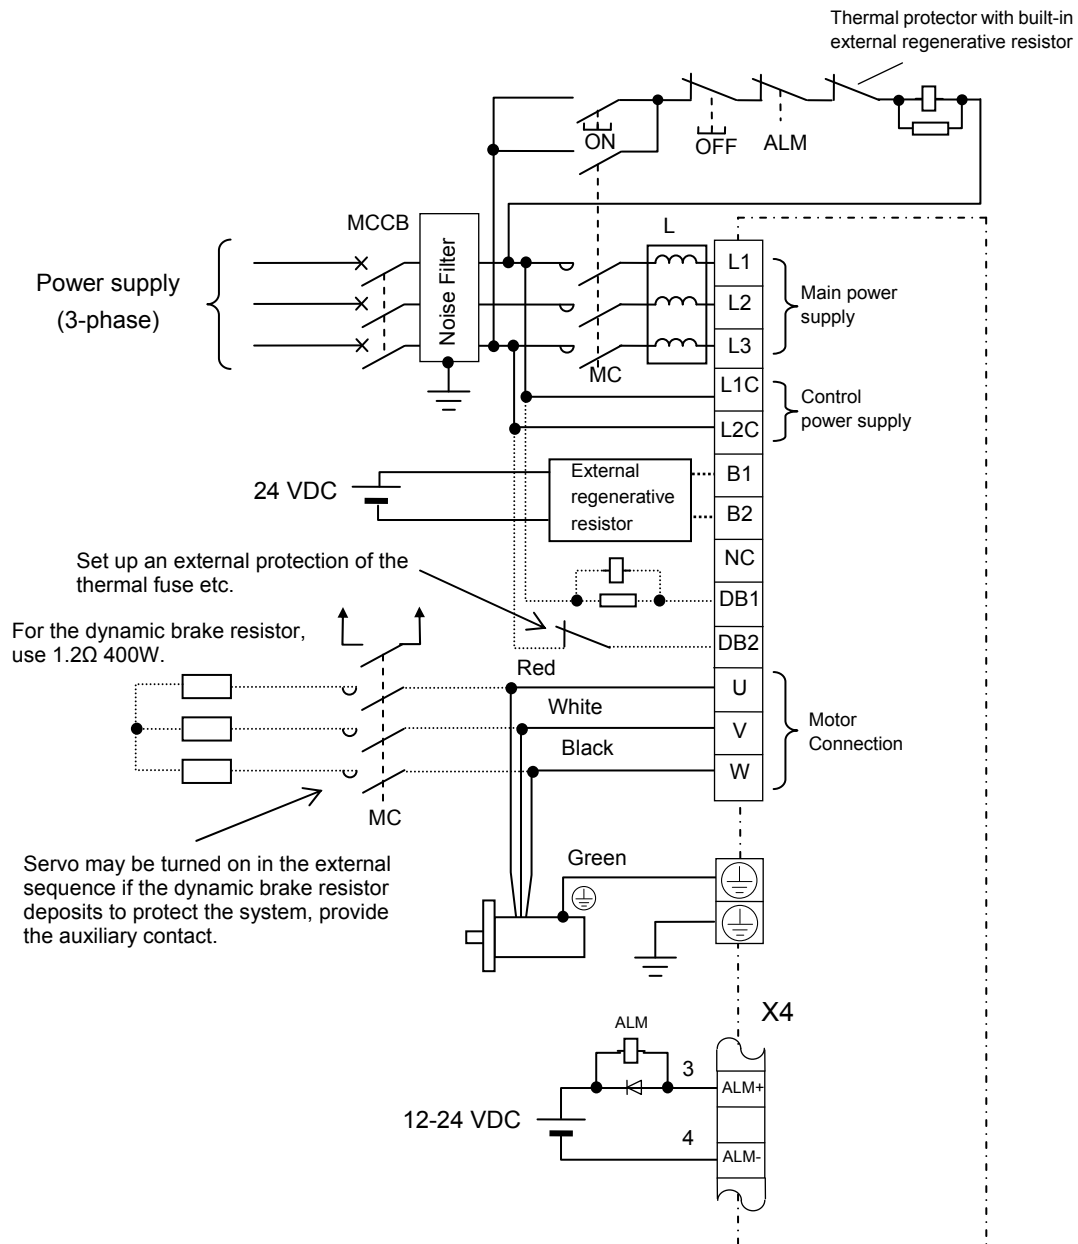 Thermal protector with built-in
external regenerative resistor
ON
OFF
ALM
MCCB
Noise Filter
L
Power supply
(3-phase)
L1
L2
L3
Main power
supply
MC
L1C
L2C
Control
power supply
24 VDC
External
regenerative
resistor
B1
B2
NC
DB1
DB2
Set up an external protection of the
thermal fuse etc.
For the dynamic brake resistor,
use 1.2Ω 400W.
Red
White
Black
U
V
W
Motor
Connection
MC
Servo may be turned on in the external
sequence if the dynamic brake resistor
deposits to protect the system, provide
the auxiliary contact.
Green
X4
ALM
3
ALM+
12-24 VDC
4
ALM-